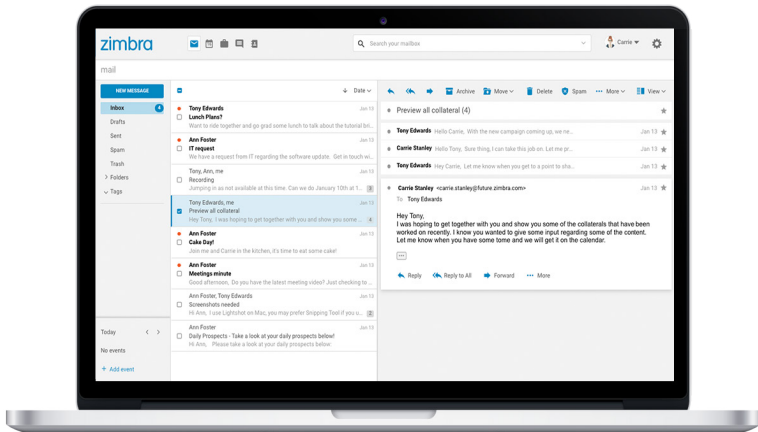 zimbra
Search your mailbox
Carrie
mail
NEW MESSAGE
Inbox 4
Drafts
Sent
Spam
Trash
Folders
Tags
Today
No events
+ Add event
Date
Tony Edwards Jan 13
Lunch Plans?
Want to ride together and go grad some lunch to talk about the tutorial bri...
Ann Foster Jan 13
IT request
We have a request from IT regarding the software update. Get in touch wi...
Tony, Ann, me Jan 13
Recording
Jumping in as not available at this time. Can we do January 10th at 1... 3
Tony Edwards, me Jan 13
Preview all collateral
Hey Tony, I was hoping to get together with you and show you some ... 4
Ann Foster Jan 13
Cake Day!
Join me and Carrie in the kitchen, it's time to eat some cake!
Ann Foster Jan 13
Meetings minute
Good afternoon, Do you have the latest meeting video? Just checking to ...
Ann Foster, Tony Edwards Jan 13
Screenshots needed
Hi Ann, I use Lightshot on Mac, you may prefer Snipping Tool if you u... 2
Ann Foster Jan 13
Daily Prospects - Take a look at your daily prospects below!
Hi Ann, Please take a look at your daily prospects below:
Archive Move Delete Spam More View
Preview all collateral (4)
Tony Edwards Hello Carrie, With the new campaign coming up, we nr... Jan 13
Carrie Stanley Hello Tony, Sure thing, I can take this job on. Let me pr... Jan 13
Tony Edwards Hey Carrie, Let me know when you get to a point to sha... Jan 13
Carrie Stanley <carrie.stanley@future.zimbra.com> Jan 13
To Tony Edwards
Hey Tony,
I was hoping to get together with you and show you some of the collaterals that have been
worked on recently. I know you wanted to give some input regarding some of the content.
Let me know when you have some tome and we will get it on the calendar.
Reply Reply to All Forward More